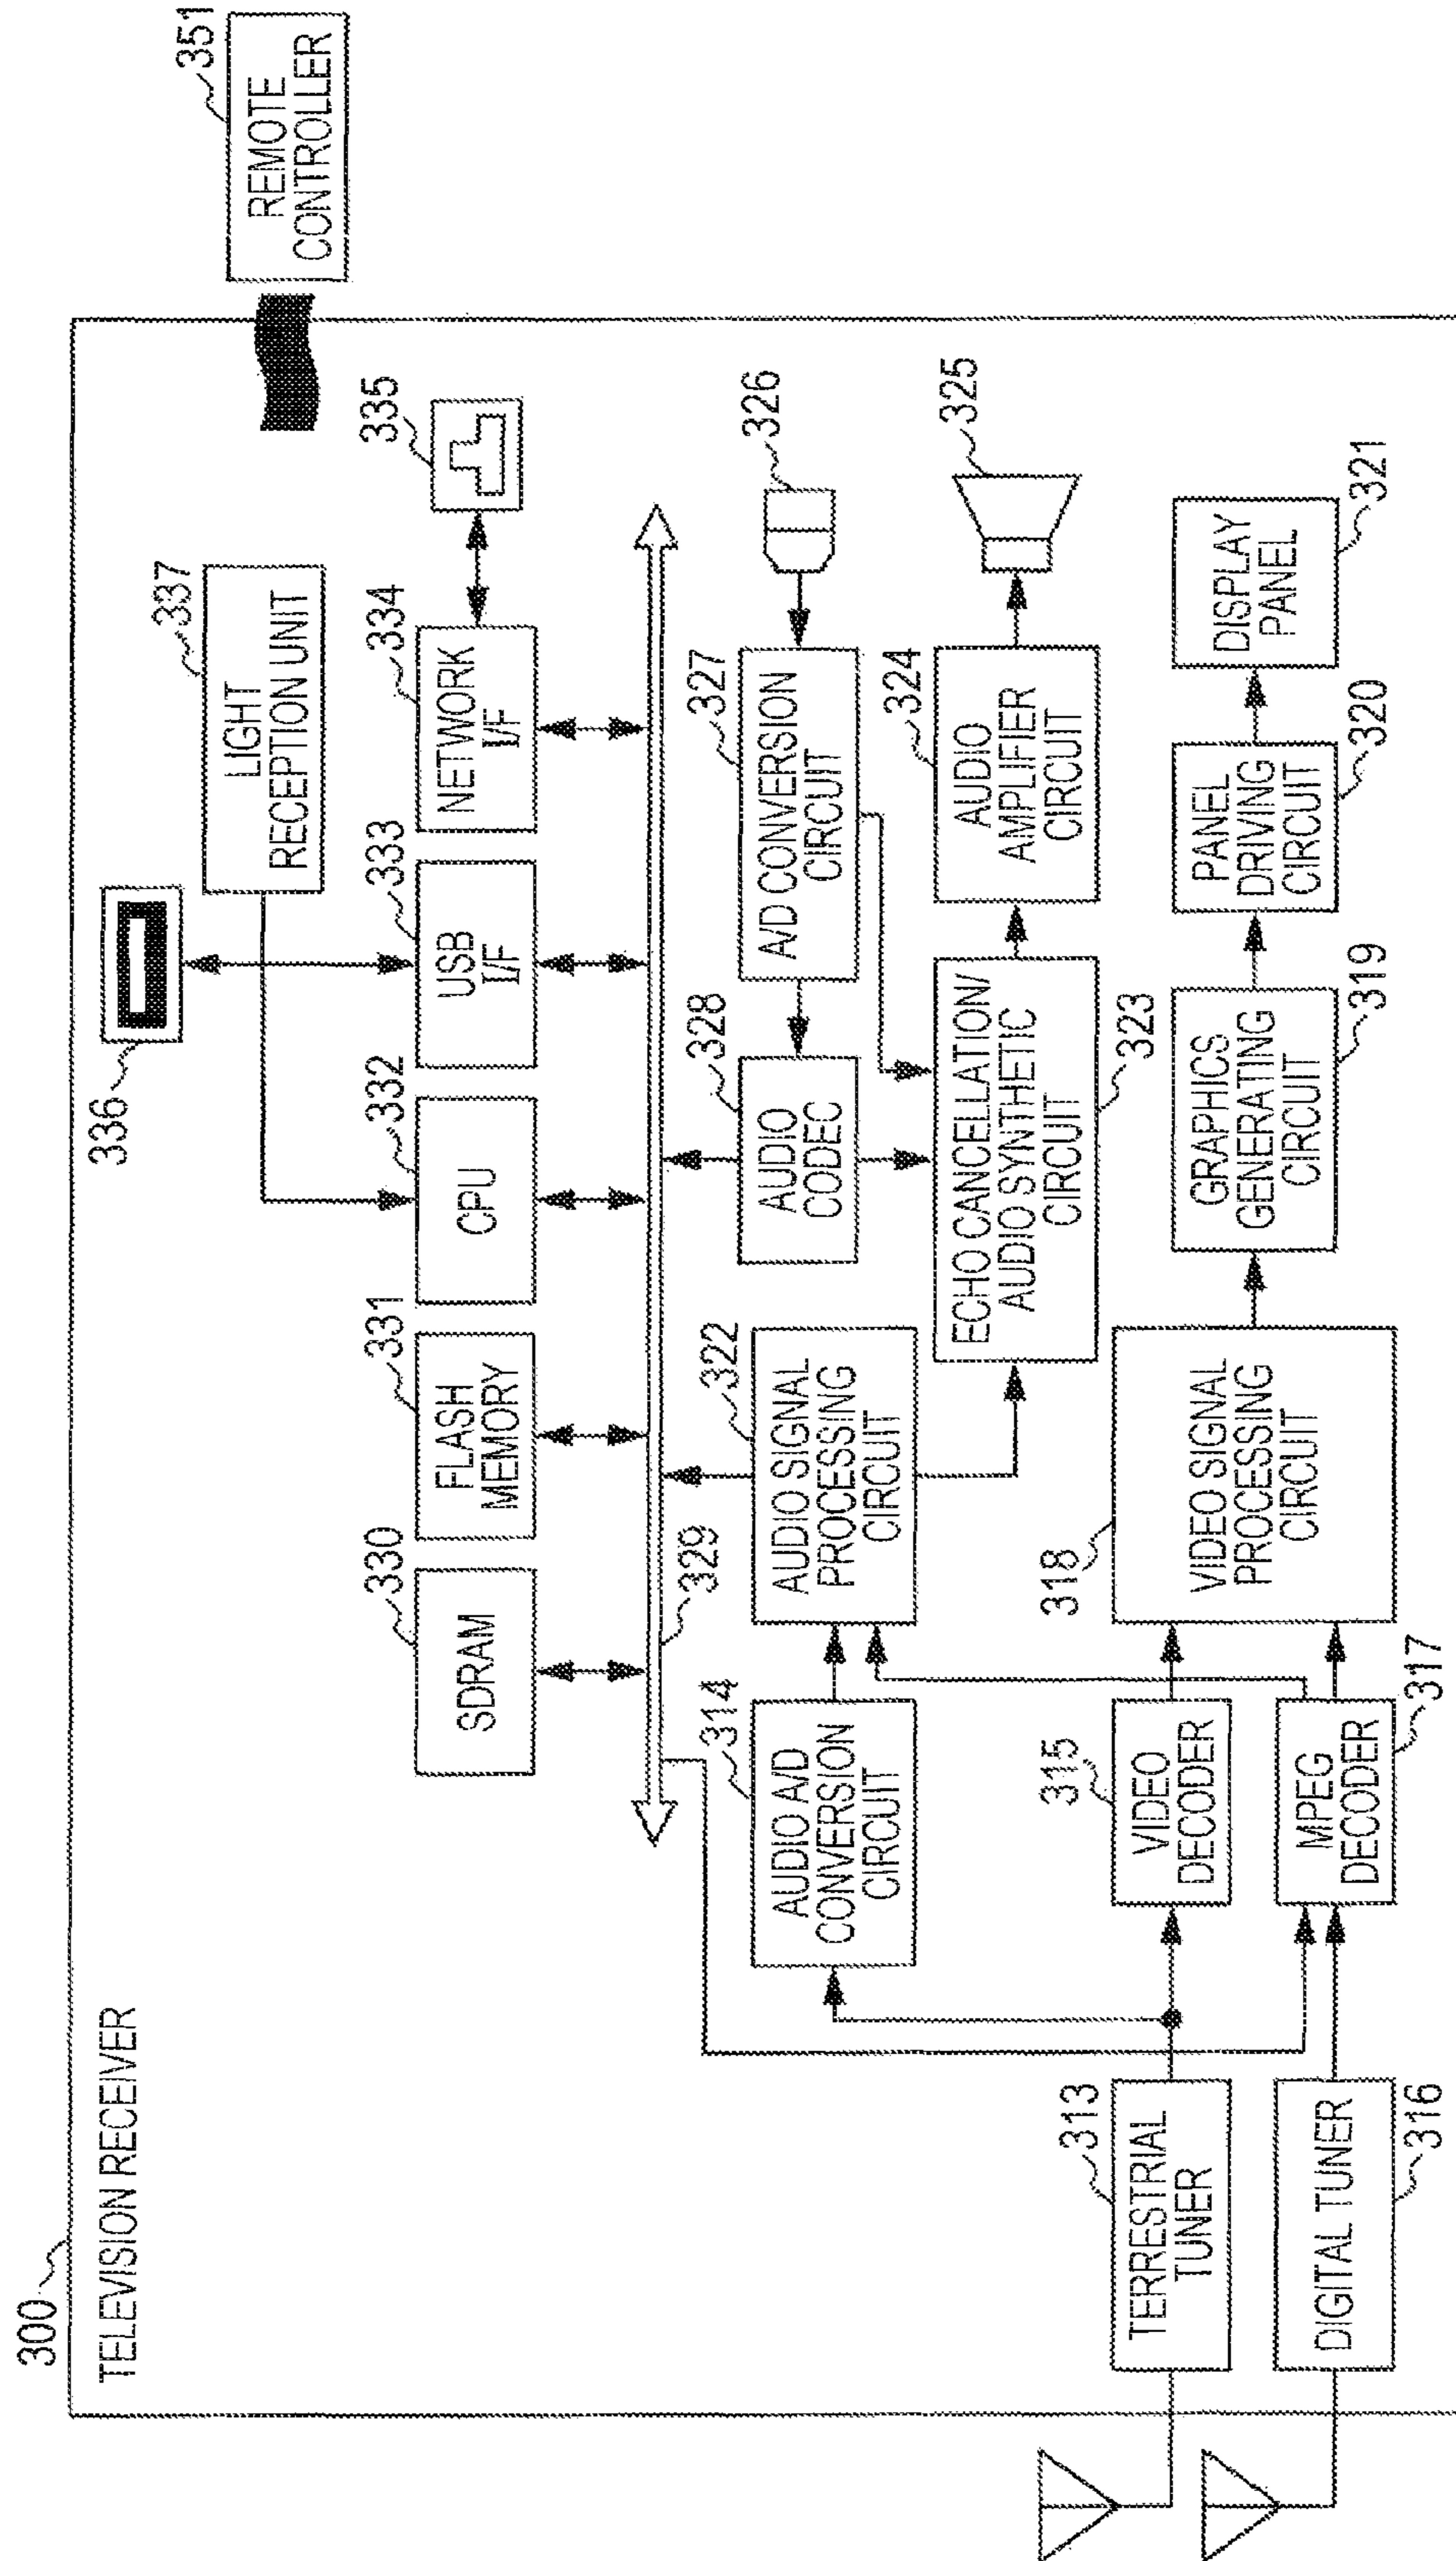 300
TELEVISION RECEIVER
351
REMOTE
CONTROLLER
336
337
LIGHT
RECEPTION UNIT
330
SDRAM
331
FLASH
MEMORY
332
CPU
333
USB
I/F
334
NETWORK
I/F
335
329
314
AUDIO A/D
CONVERSION
CIRCUIT
322
AUDIO SIGNAL
PROCESSING
CIRCUIT
328
AUDIO
CODEC
327
A/D CONVERSION
CIRCUIT
326
ECHO CANCELLATION/
AUDIO SYNTHETIC
CIRCUIT
323
324
AUDIO
AMPLIFIER
CIRCUIT
325
313
TERRESTRIAL
TUNER
315
VIDEO
DECODER
318
VIDEO SIGNAL
PROCESSING
CIRCUIT
GRAPHICS
GENERATING
CIRCUIT
319
PANEL
DRIVING
CIRCUIT
320
DISPLAY
PANEL
321
DIGITAL TUNER
316
MPEG
DECODER
317